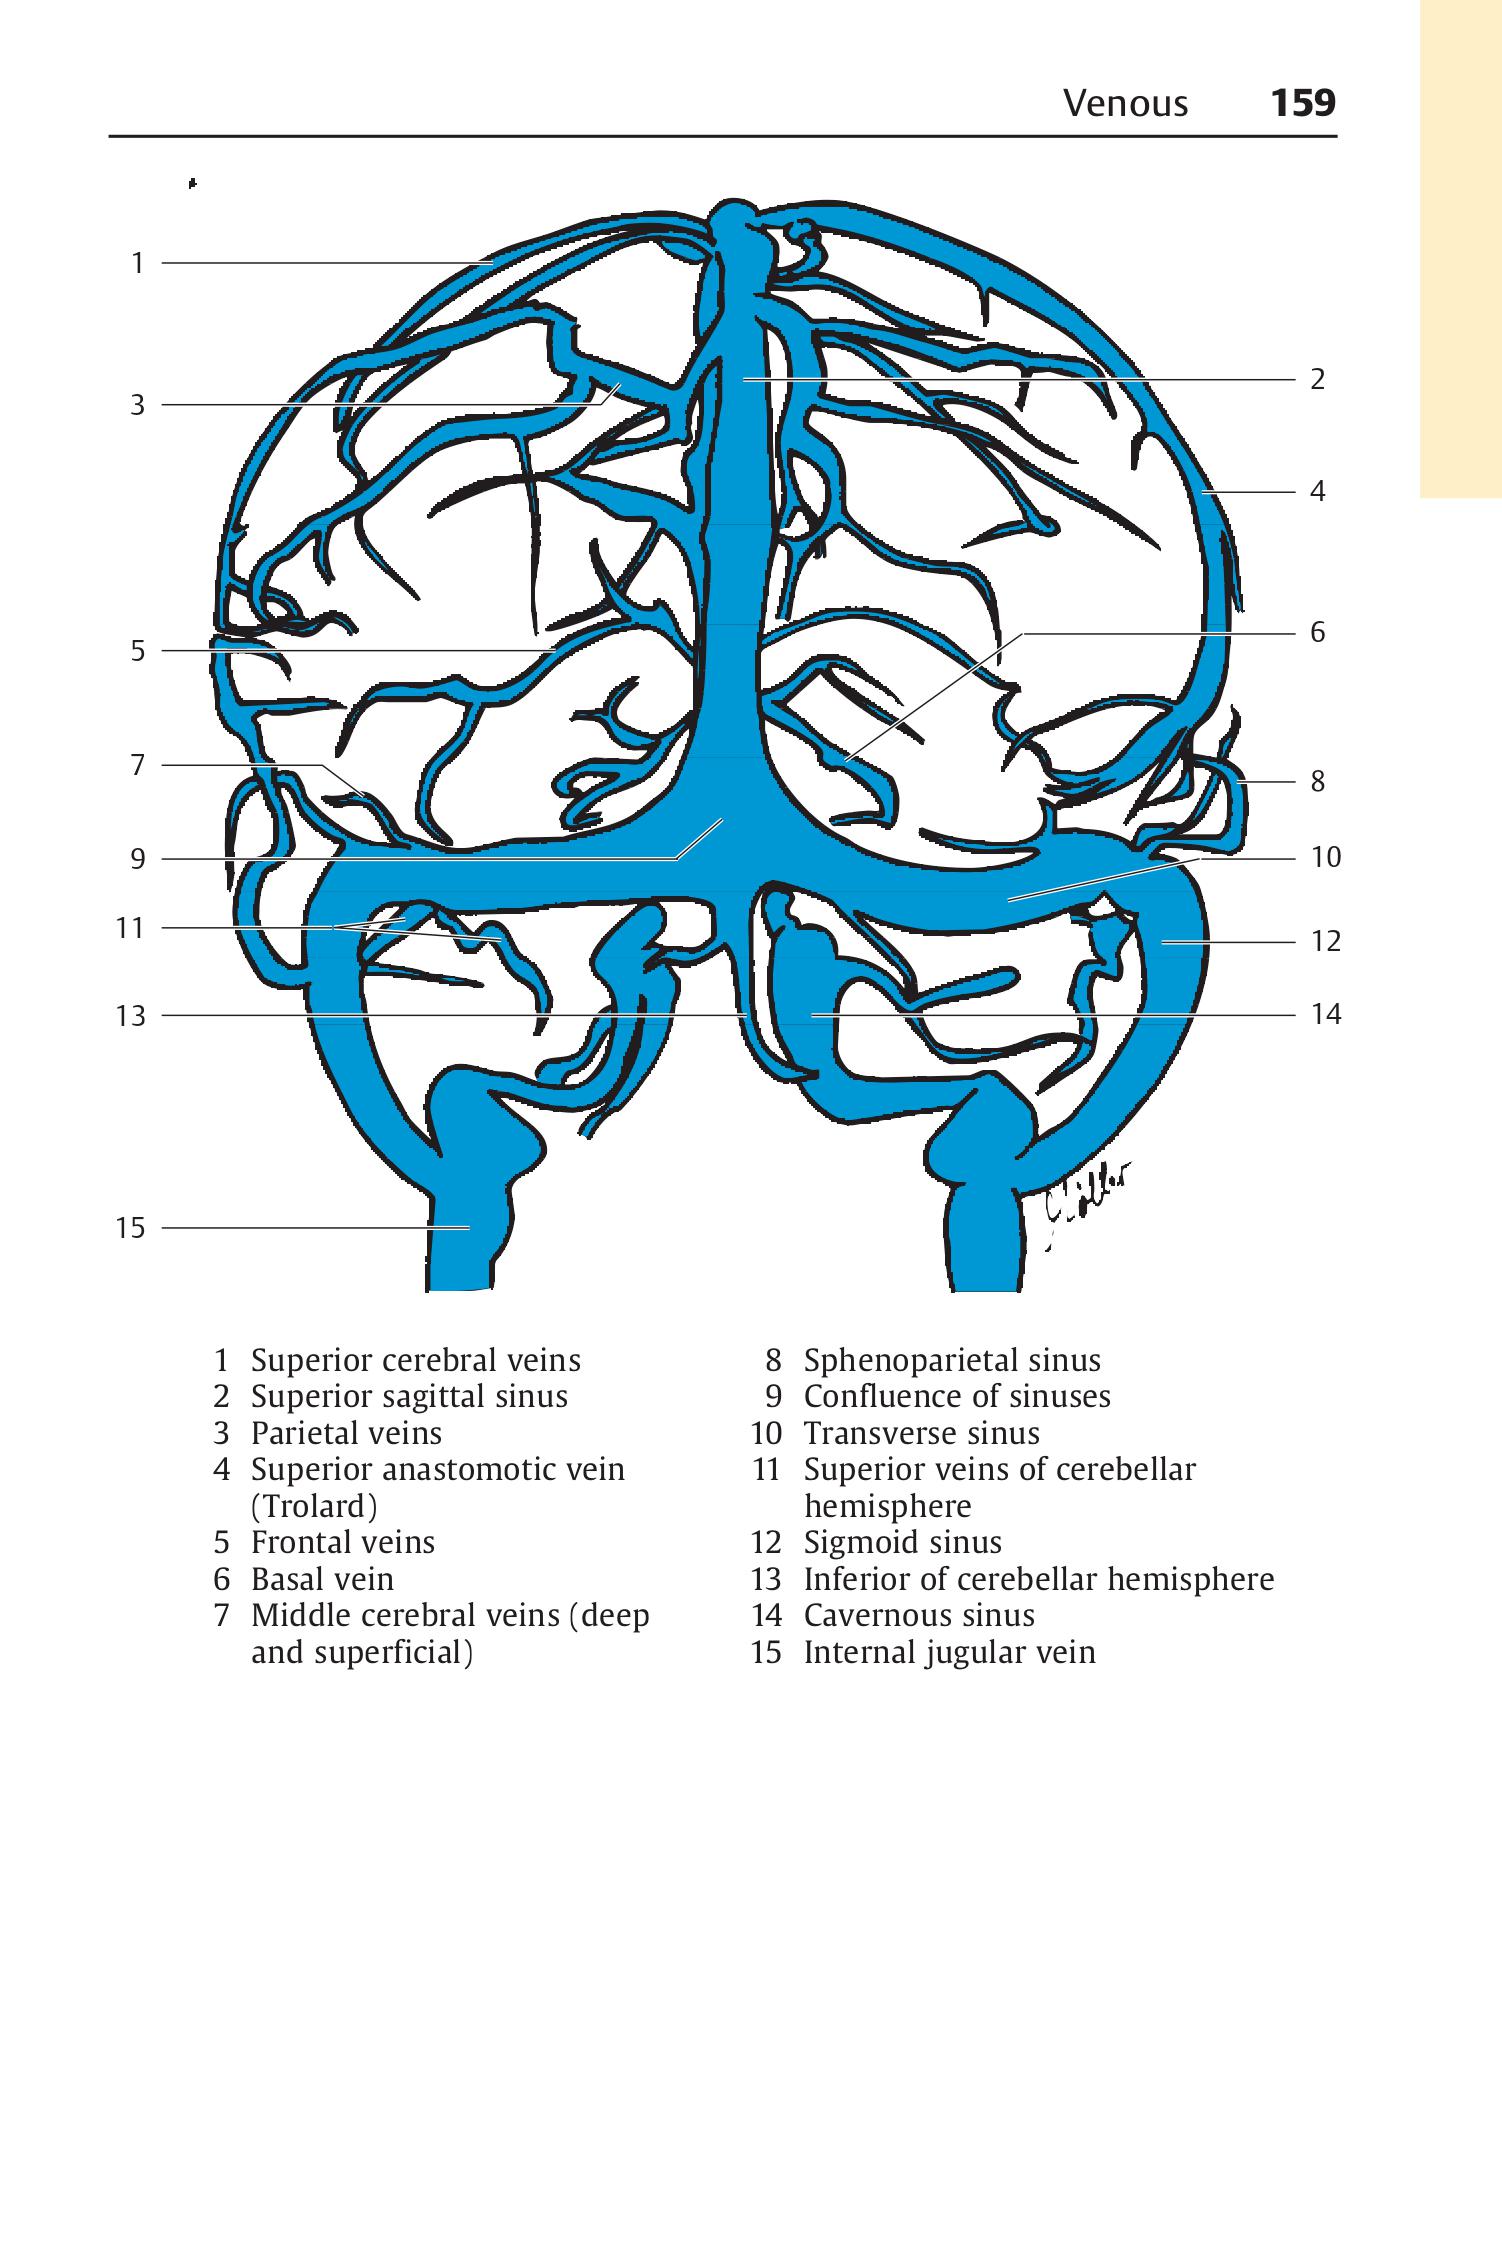 Venous 159
1
2
3
4
5
6
7
8
9
10
11
12
13
14
15
1 Superior cerebral veins
2 Superior sagittal sinus
3 Parietal veins
4 Superior anastomotic vein
(Trolard)
5 Frontal veins
6 Basal vein
7 Middle cerebral veins (deep
and superficial)
8 Sphenoparietal sinus
9 Confluence of sinuses
10 Transverse sinus
11 Superior veins of cerebellar
hemisphere
12 Sigmoid sinus
13 Inferior of cerebellar hemisphere
14 Cavernous sinus
15 Internal jugular vein